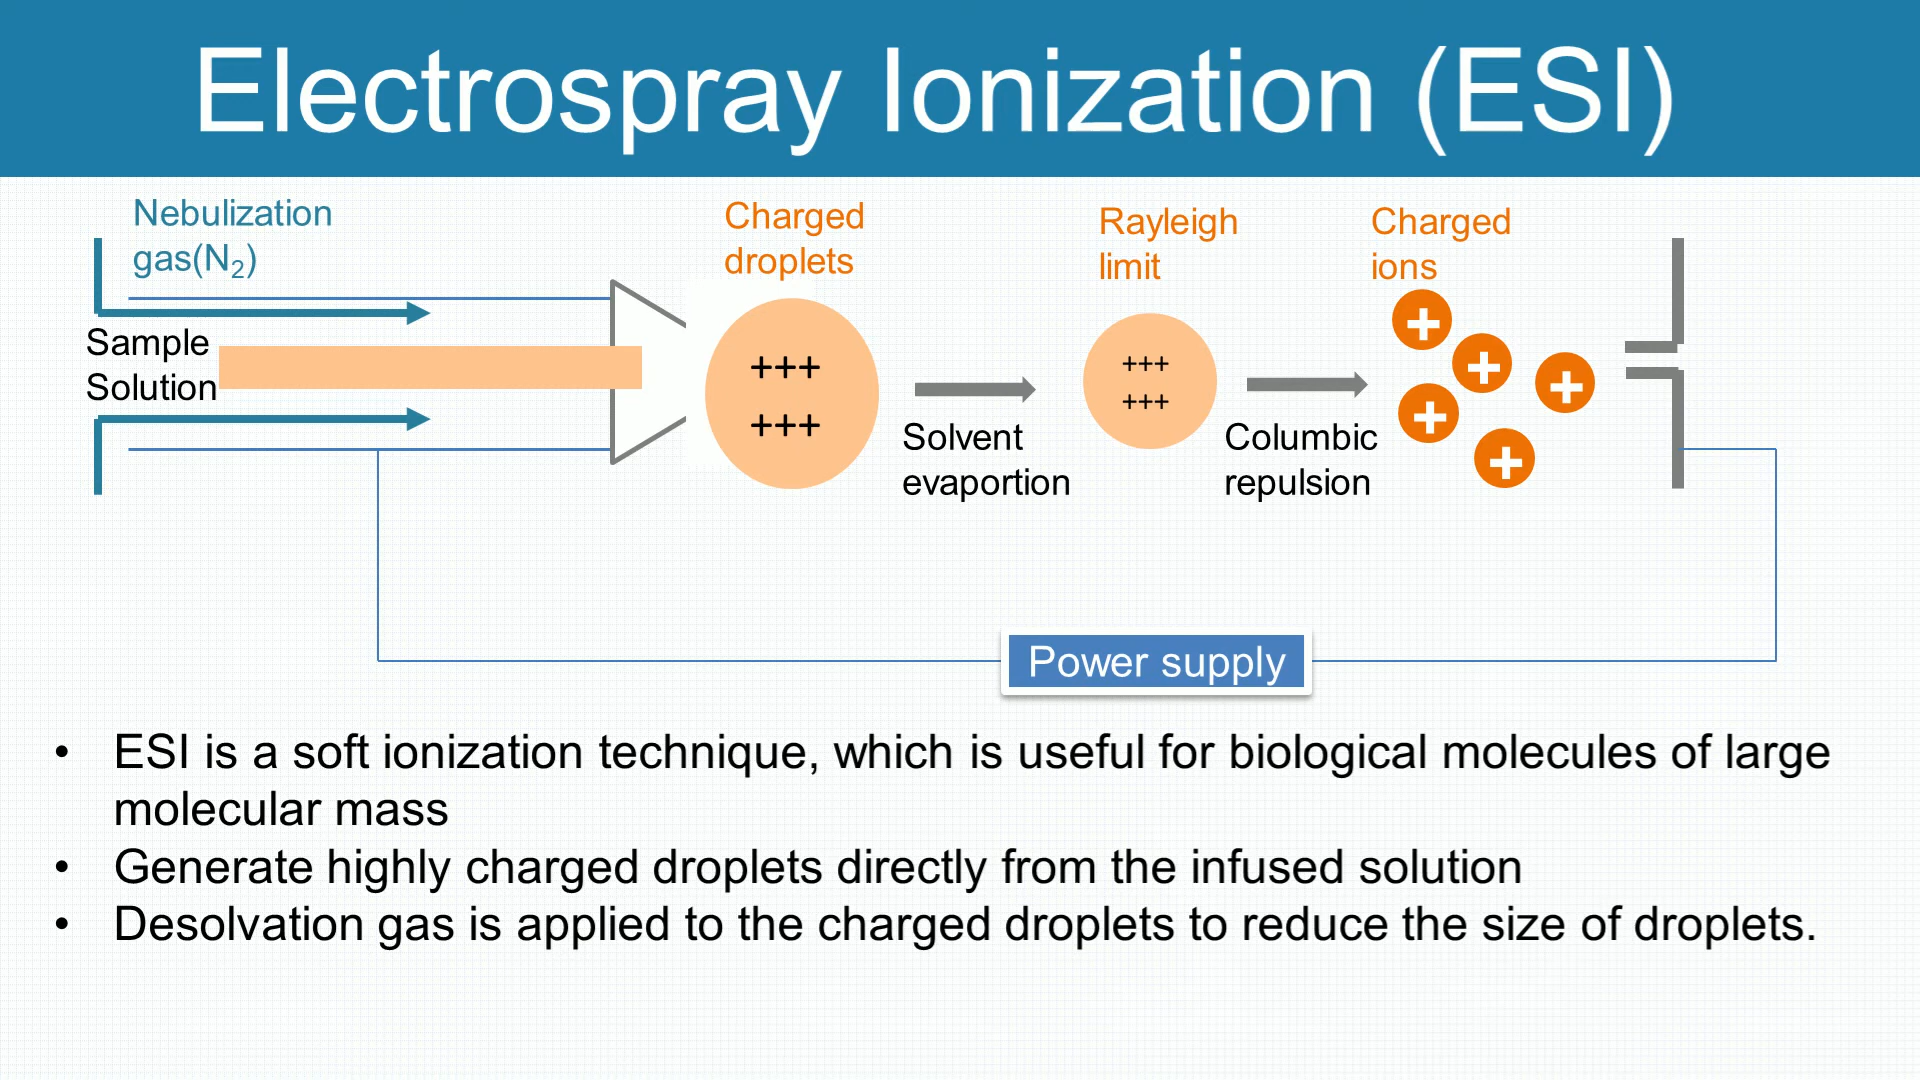 Electrospray Ionization (ESI)
Nebulization
gas(N₂)
Charged
droplets
Rayleigh
limit
Charged
ions
Sample
Solution
+++
+++
+++
+++
+
+
+
+
+
Solvent
evaportion
Columbic
repulsion
Power supply
• ESI is a soft ionization technique, which is useful for biological molecules of large
molecular mass
• Generate highly charged droplets directly from the infused solution
• Desolvation gas is applied to the charged droplets to reduce the size of droplets.